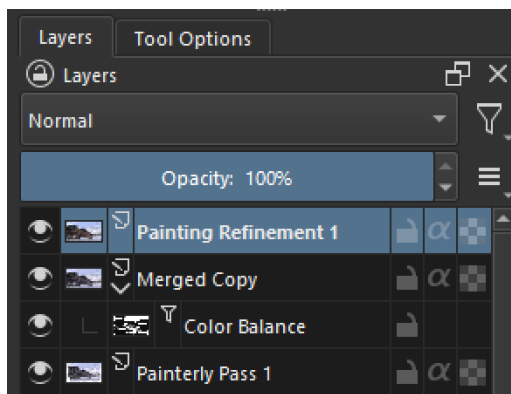 Layers Tool Options
Layers
Normal
Opacity: 100%
Painting Refinement 1
Merged Copy
Color Balance
Painterly Pass 1